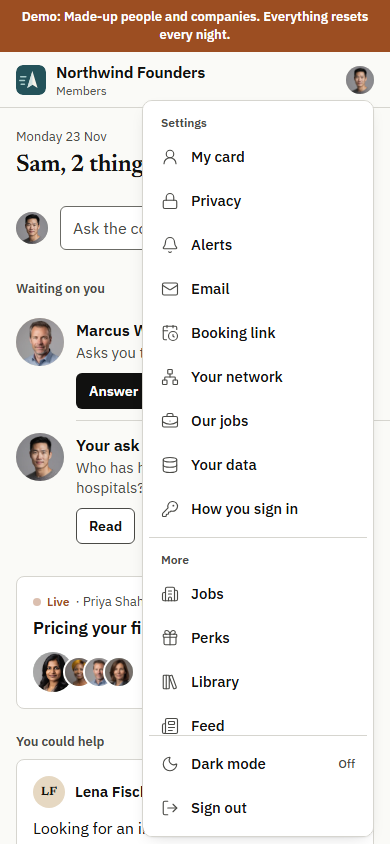 Demo: Made-up people and companies. Everything resets
every night.
Northwind Founders
Members
Monday 23 Nov
Sam, 2 thing
Ask the co
Waiting on you
Marcus W
Asks you t
Answer
Your ask
Who has h
hospitals?
Read
Live · Priya Shah
Pricing your fi
You could help
LF Lena Fisc
Looking for an i
Settings
My card
Privacy
Alerts
Email
Booking link
Your network
Our jobs
Your data
How you sign in
More
Jobs
Perks
Library
Feed
Dark mode Off
Sign out